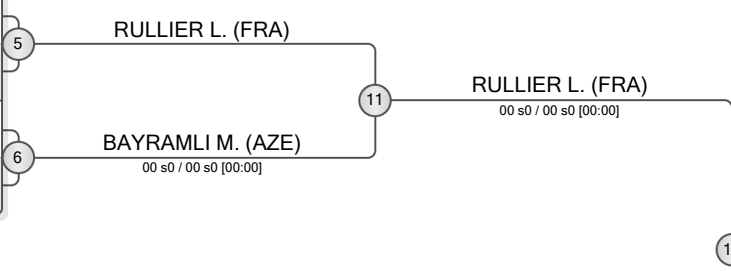 RULLIER L. (FRA)
5
11
RULLIER L. (FRA)
00 s0 / 00 s0 [00:00]
BAYRAMLI M. (AZE)
6
00 s0 / 00 s0 [00:00]